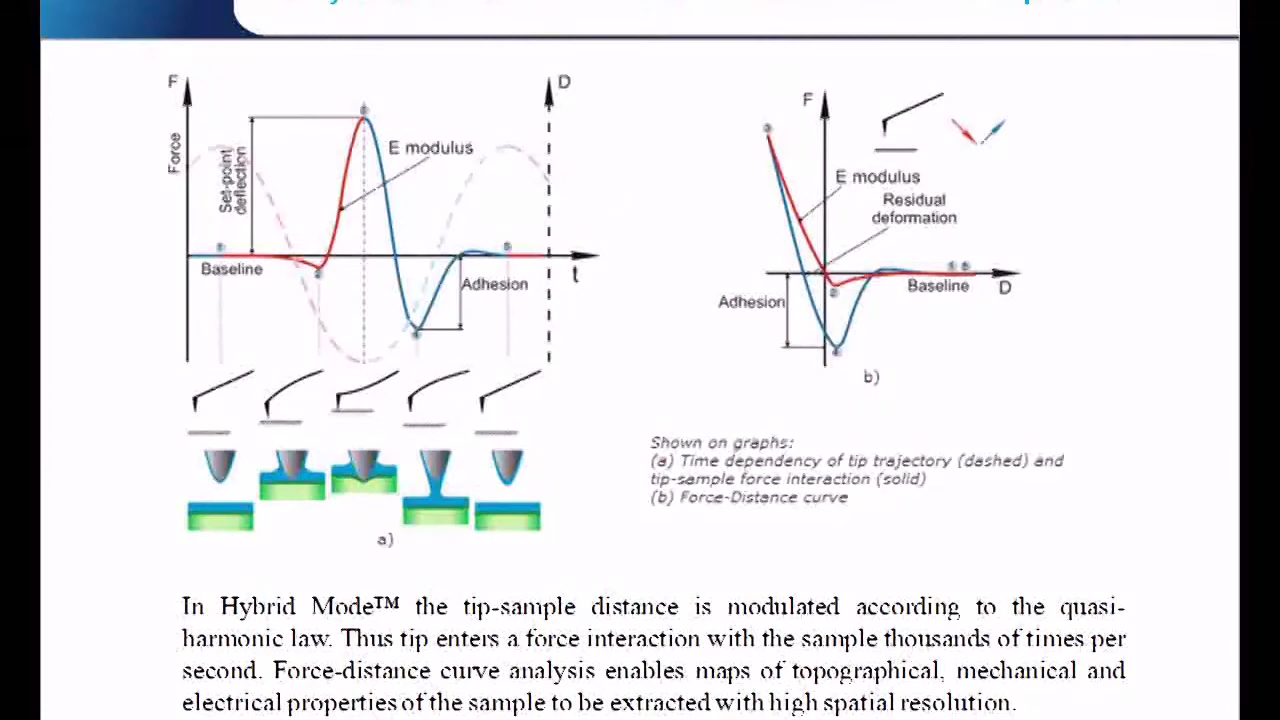 F
D
Force
Set-point
deflection
E modulus
Baseline
t
Adhesion
a)
F
E modulus
Residual
deformation
Adhesion
Baseline
D
b)
Shown on graphs:
(a) Time dependency of tip trajectory (dashed) and
tip-sample force interaction (solid)
(b) Force-Distance curve
In Hybrid Mode™ the tip-sample distance is modulated according to the quasi-
harmonic law. Thus tip enters a force interaction with the sample thousands of times per
second. Force-distance curve analysis enables maps of topographical, mechanical and
electrical properties of the sample to be extracted with high spatial resolution.